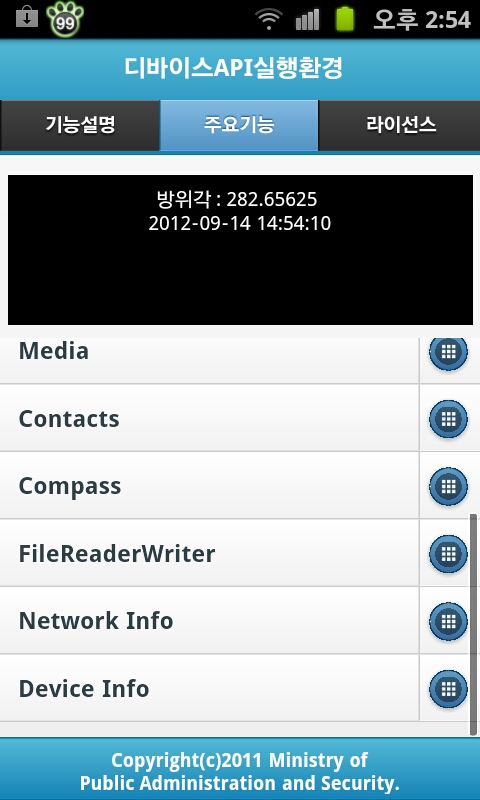 99
오후 2:54
디바이스API실행환경
기능설명
주요기능
라이선스
방위각 : 282.65625
2012-09-14 14:54:10
Media
Contacts
Compass
FileReaderWriter
Network Info
Device Info
Copyright(c)2011 Ministry of
Public Administration and Security.